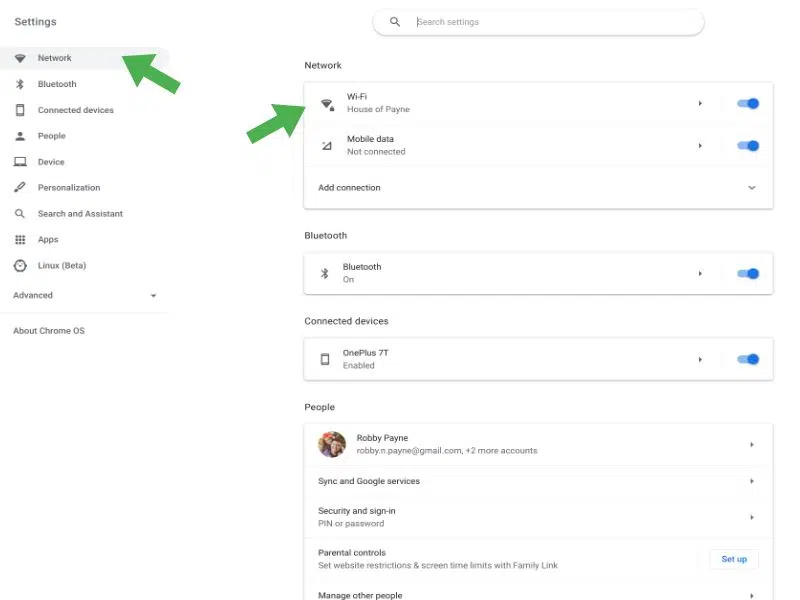 Settings
Search settings
Network
Bluetooth
Connected devices
People
Device
Personalization
Search and Assistant
Apps
Linux (Beta)
Advanced
About Chrome OS
Network
Wi-Fi
House of Payne
Mobile data
Not connected
Add connection
Bluetooth
Bluetooth
On
Connected devices
OnePlus 7T
Enabled
People
Robby Payne
robby.n.payne@gmail.com, +2 more accounts
Sync and Google services
Security and sign-in
PIN or password
Parental controls
Set website restrictions & screen time limits with Family Link
Set up
Manage other people